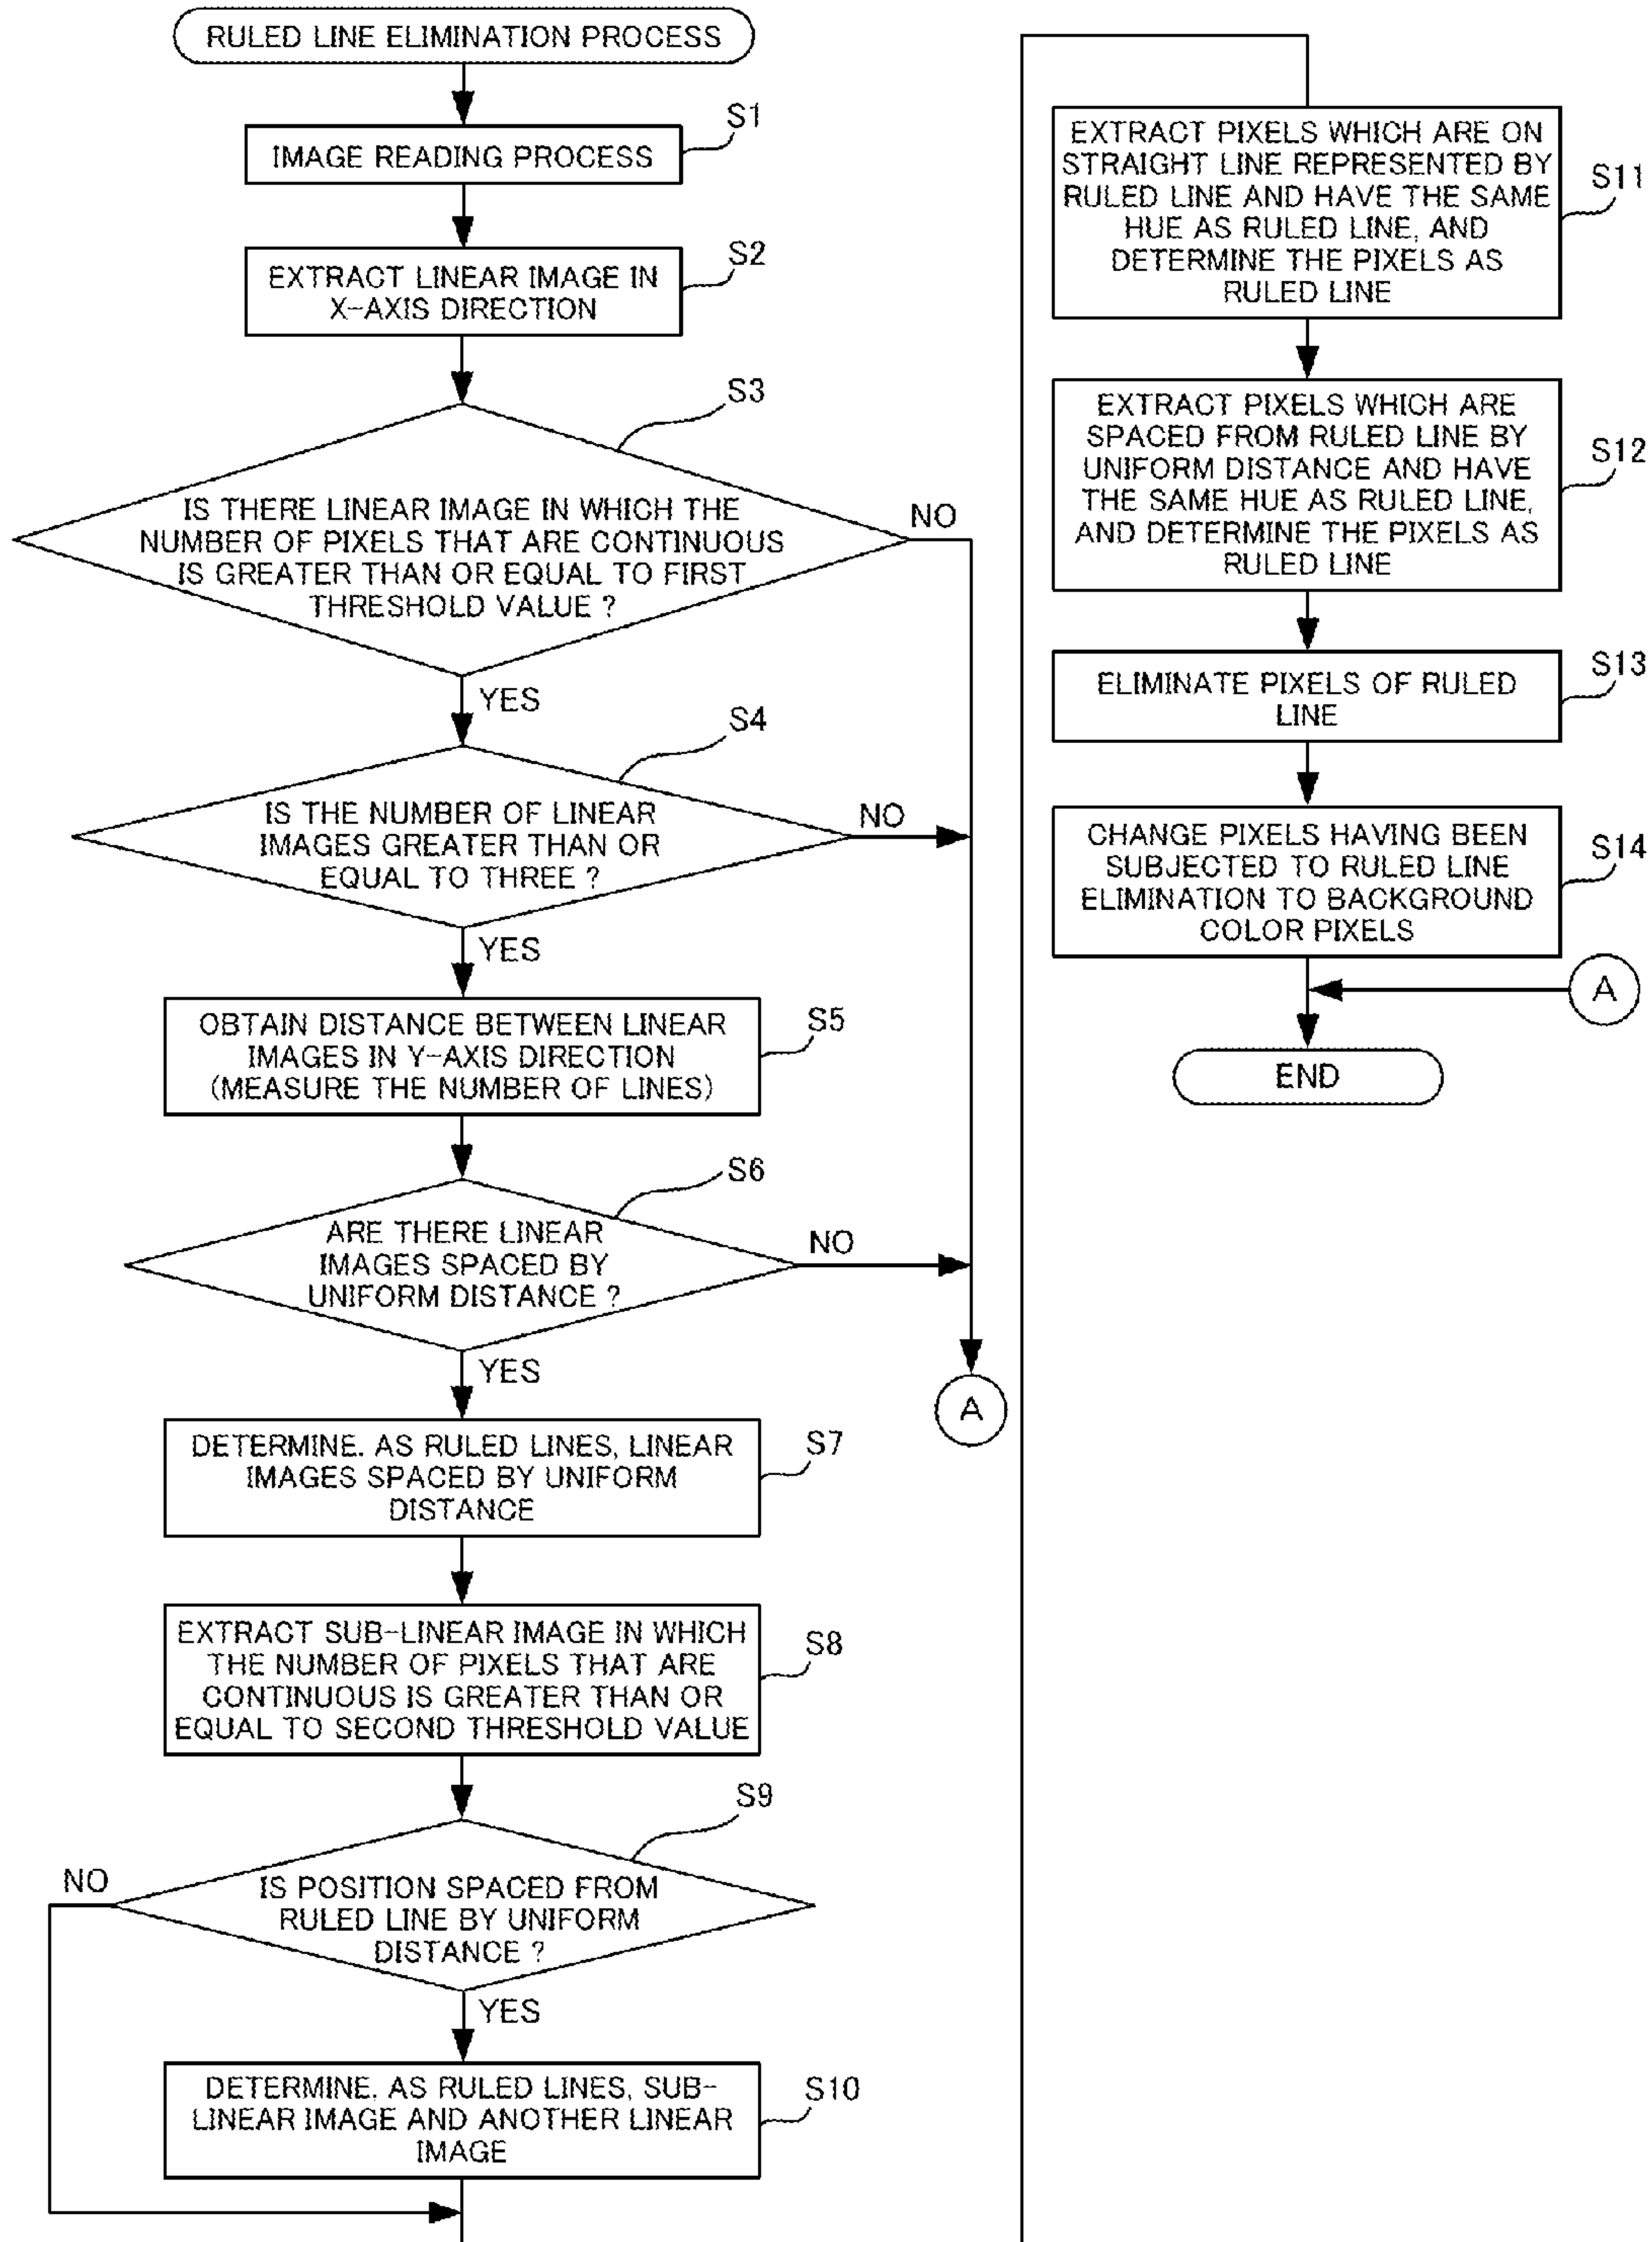 RULED LINE ELIMINATION PROCESS
S1
IMAGE READING PROCESS
S2
EXTRACT LINEAR IMAGE IN
X-AXIS DIRECTION
S3
IS THERE LINEAR IMAGE IN WHICH THE
NUMBER OF PIXELS THAT ARE CONTINUOUS
IS GREATER THAN OR EQUAL TO FIRST
THRESHOLD VALUE ?
NO
YES
S4
IS THE NUMBER OF LINEAR
IMAGES GREATER THAN OR
EQUAL TO THREE ?
NO
YES
S5
OBTAIN DISTANCE BETWEEN LINEAR
IMAGES IN Y-AXIS DIRECTION
(MEASURE THE NUMBER OF LINES)
S6
ARE THERE LINEAR
IMAGES SPACED BY
UNIFORM DISTANCE ?
NO
YES
A
S7
DETERMINE, AS RULED LINES, LINEAR
IMAGES SPACED BY UNIFORM
DISTANCE
S8
EXTRACT SUB-LINEAR IMAGE IN WHICH
THE NUMBER OF PIXELS THAT ARE
CONTINUOUS IS GREATER THAN OR
EQUAL TO SECOND THRESHOLD VALUE
S9
IS POSITION SPACED FROM
RULED LINE BY UNIFORM
DISTANCE ?
NO
YES
S10
DETERMINE, AS RULED LINES, SUB-
LINEAR IMAGE AND ANOTHER LINEAR
IMAGE
S11
EXTRACT PIXELS WHICH ARE ON
STRAIGHT LINE REPRESENTED BY
RULED LINE AND HAVE THE SAME
HUE AS RULED LINE, AND
DETERMINE THE PIXELS AS
RULED LINE
S12
EXTRACT PIXELS WHICH ARE
SPACED FROM RULED LINE BY
UNIFORM DISTANCE AND HAVE
THE SAME HUE AS RULED LINE,
AND DETERMINE THE PIXELS AS
RULED LINE
S13
ELIMINATE PIXELS OF RULED
LINE
S14
CHANGE PIXELS HAVING BEEN
SUBJECTED TO RULED LINE
ELIMINATION TO BACKGROUND
COLOR PIXELS
A
END